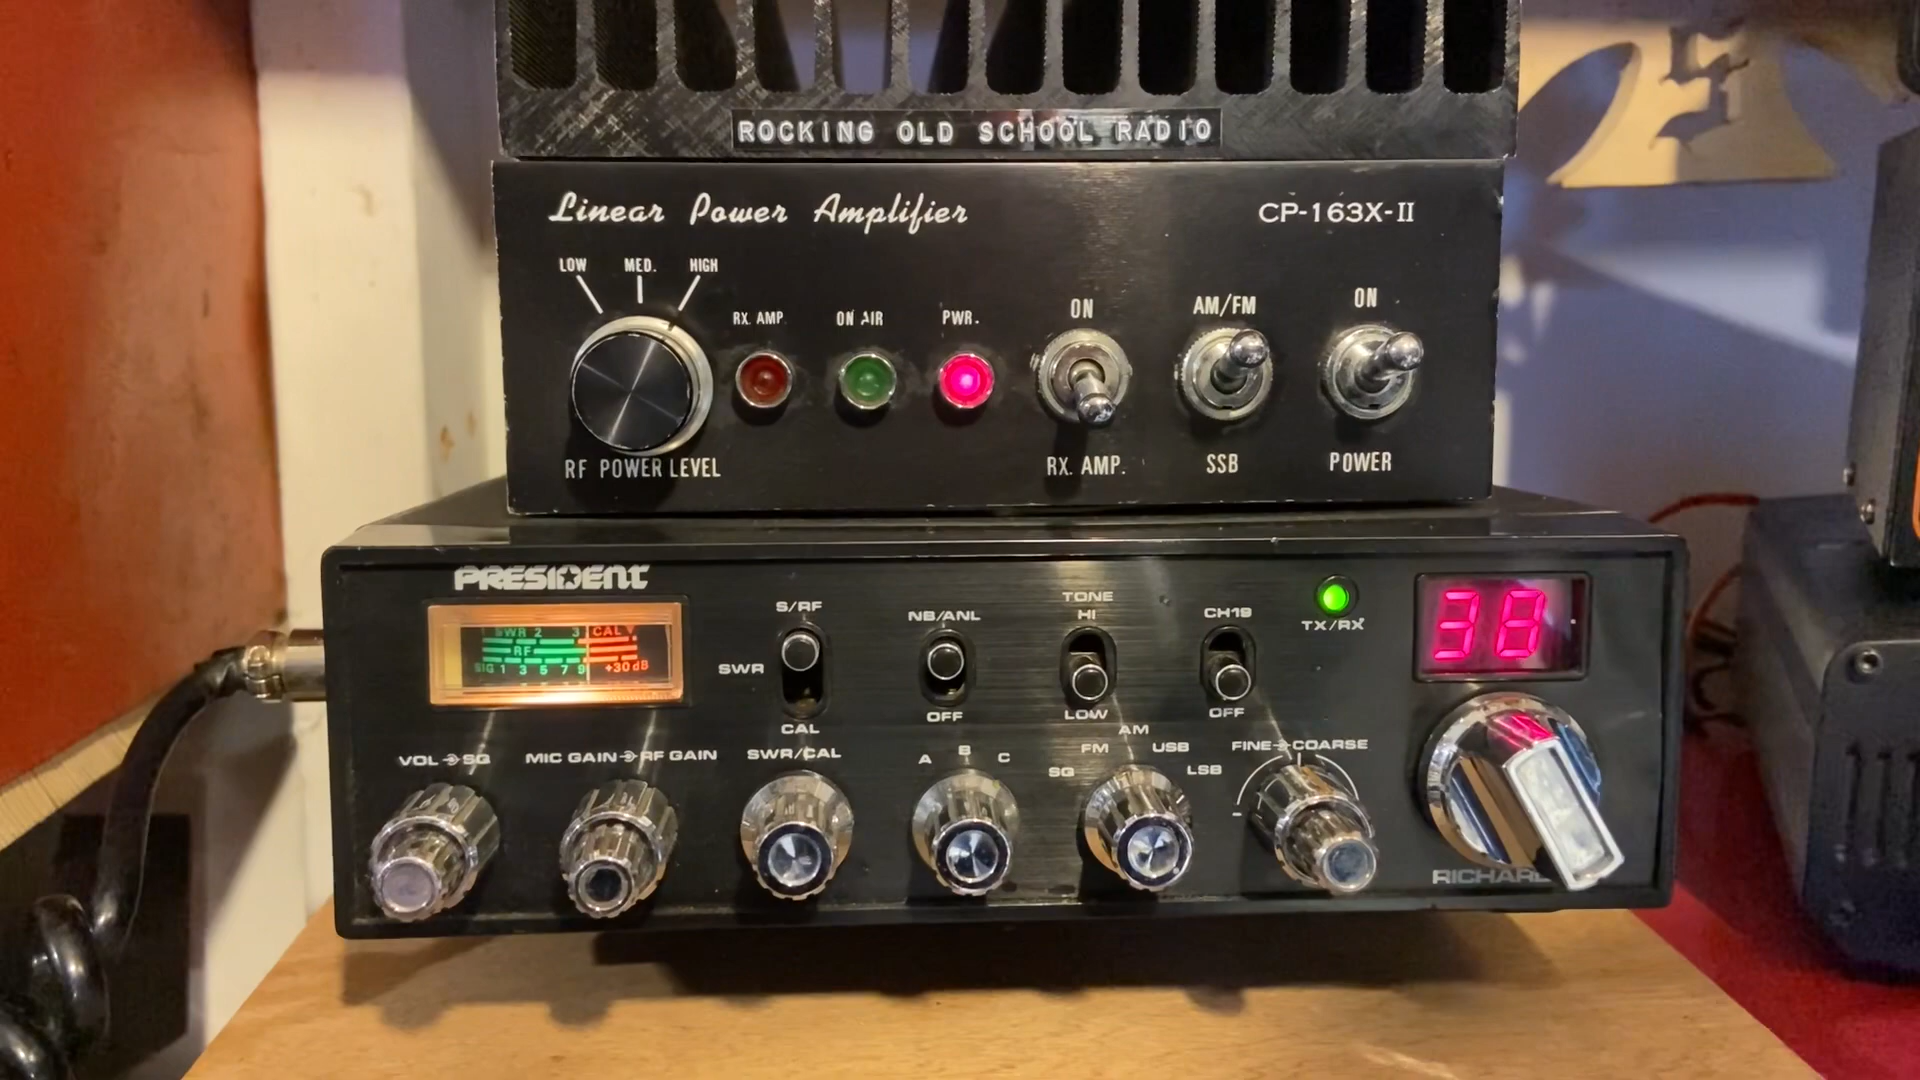 ROCKING OLD SCHOOL RADIO
Linear Power Amplifier CP-163X-II
LOW MED. HIGH
RX. AMP. ON AIR PWR. ON AM/FM ON
RF POWER LEVEL RX. AMP. SSB POWER
PRESIDENT
S/RF NB/ANL TONE HI CH19
SWR
TX/RX
38
1 SWR 2 3 CAL
RF
SIG 1 3 5 7 9 +30dB
CAL OFF LOW OFF
VOL SQ MIC GAIN RF GAIN SWR/CAL A B C SQ FM AM USB LSB FINE COARSE
-